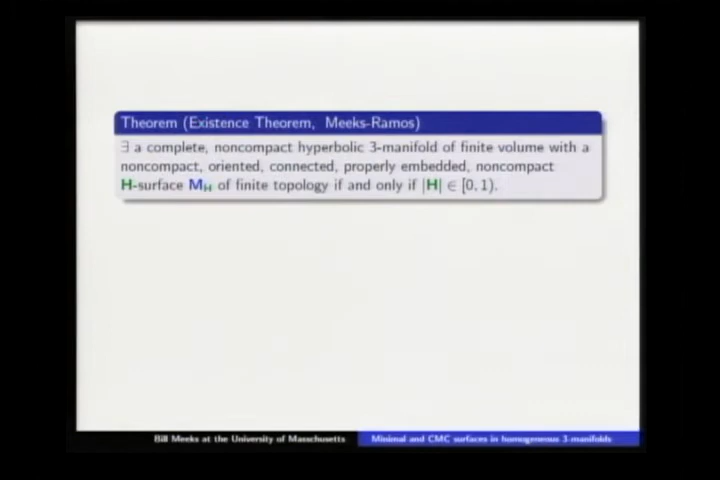 Theorem (Existence Theorem, Meeks-Ramos)
∃ a complete, noncompact hyperbolic 3-manifold of finite volume with a
noncompact, oriented, connected, properly embedded, noncompact
H-surface M_H of finite topology if and only if |H| ∈ [0, 1).
Bill Meeks at the University of Massachusetts
Minimal and CMC surfaces in homogeneous 3-manifolds